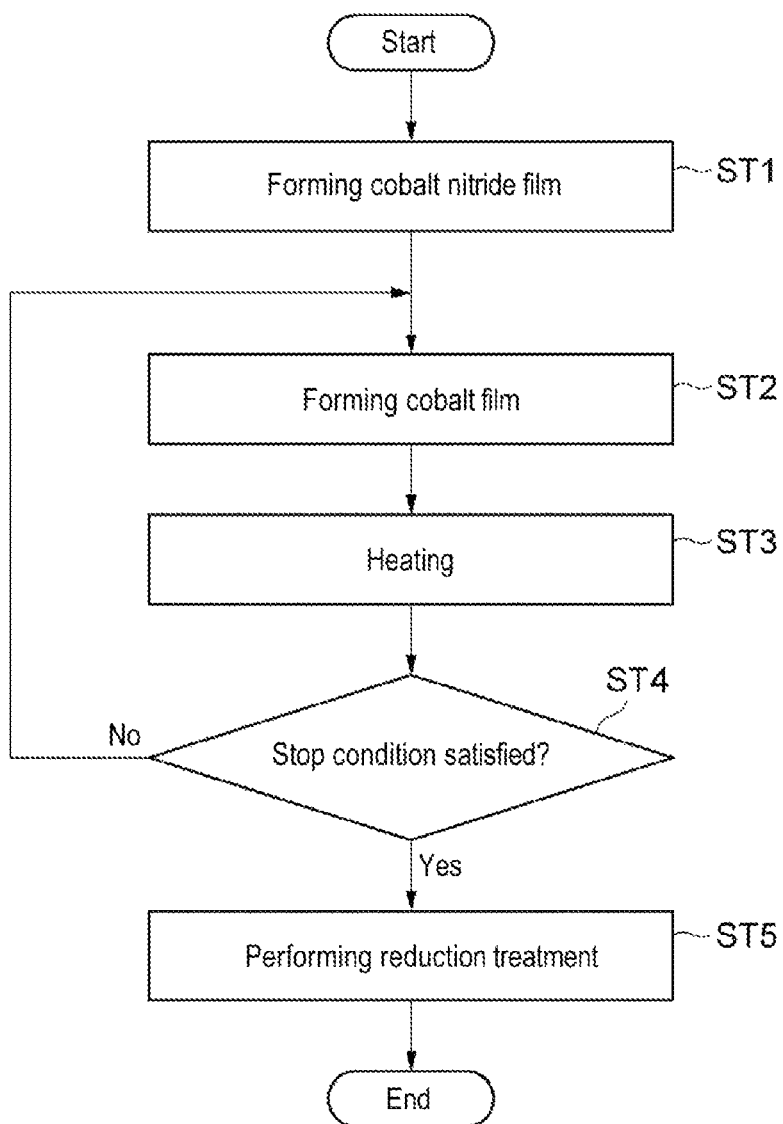 Start
Forming cobalt nitride film
ST1
Forming cobalt film
ST2
Heating
ST3
ST4
No
Stop condition satisfied?
Yes
Performing reduction treatment
ST5
End